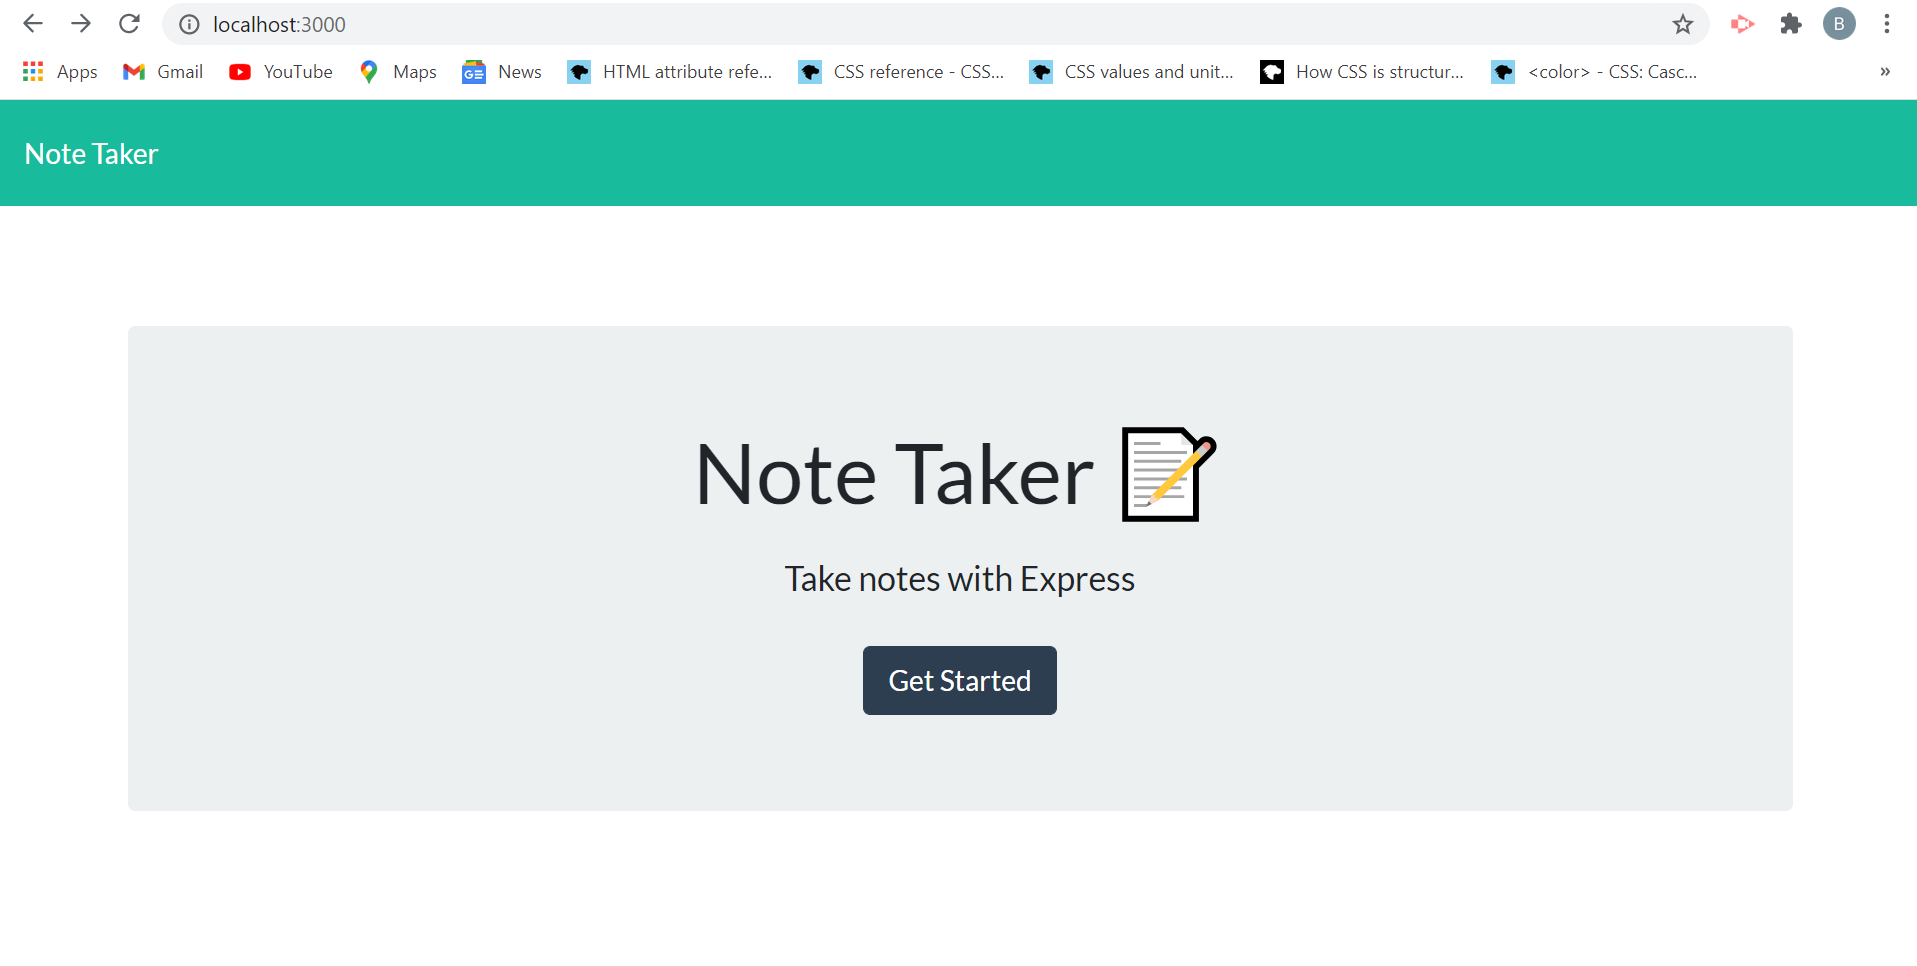 localhost:3000
Apps Gmail YouTube Maps News HTML attribute refe... CSS reference - CSS... CSS values and unit... How CSS is structur... <color> - CSS: Casc... »
Note Taker
Note Taker
Take notes with Express
Get Started
B